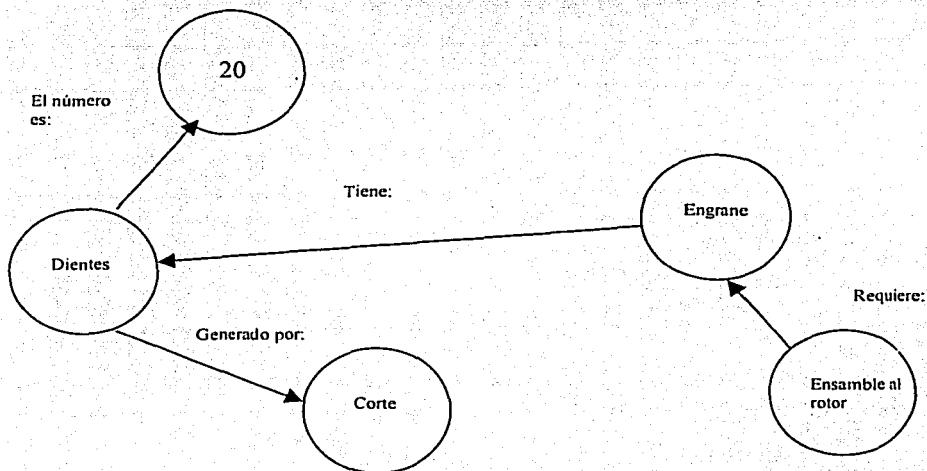 20
El número
es:
Tiene:
Engrane
Dientes
Requiere:
Generado por:
Corte
Ensamble al
rotor